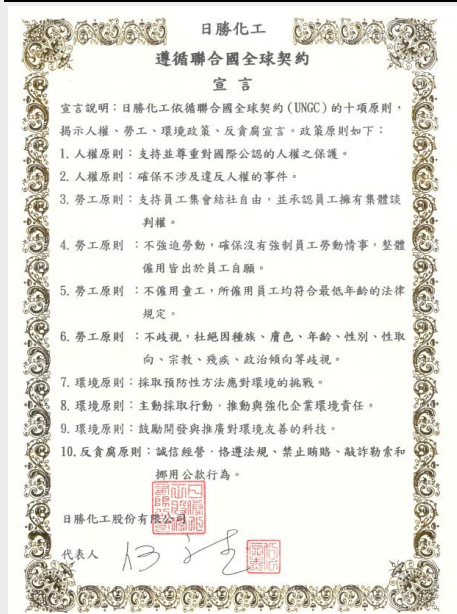 日勝化工
遵循聯合國全球契約
宣言
宣言說明：日勝化工依循聯合國全球契約(UNGC)的十項原則，
揭示人權、勞工、環境政策、反貪腐宣言。政策原則如下：
1. 人權原則：支持並尊重對國際公認的人權之保護。
2. 人權原則：確保不涉及違反人權的事件。
3. 勞工原則：支持員工集會結社自由，並承認員工擁有集體談
判權。
4. 勞工原則 ：不強迫勞動，確保沒有強制員工勞動情事，整體
僱用皆出於員工自願。
5. 勞工原則 ：不僱用童工，所僱用員工均符合最低年齡的法律
規定。
6. 勞工原則 ：不歧視，杜絕因種族、膚色、年齡、性別、性取
向、宗教、殘疾、政治傾向等歧視。
7. 環境原則：採取預防性方法應對環境的挑戰。
8. 環境原則：主動採取行動，推動與強化企業環境責任。
9. 環境原則：鼓勵開發與推廣對環境友善的科技。
10. 反貪腐原則：誠信經營，恪遵法規、禁止賄賂、敲詐勒索和
挪用公款行為。
日勝化工股份有限公司
代表人